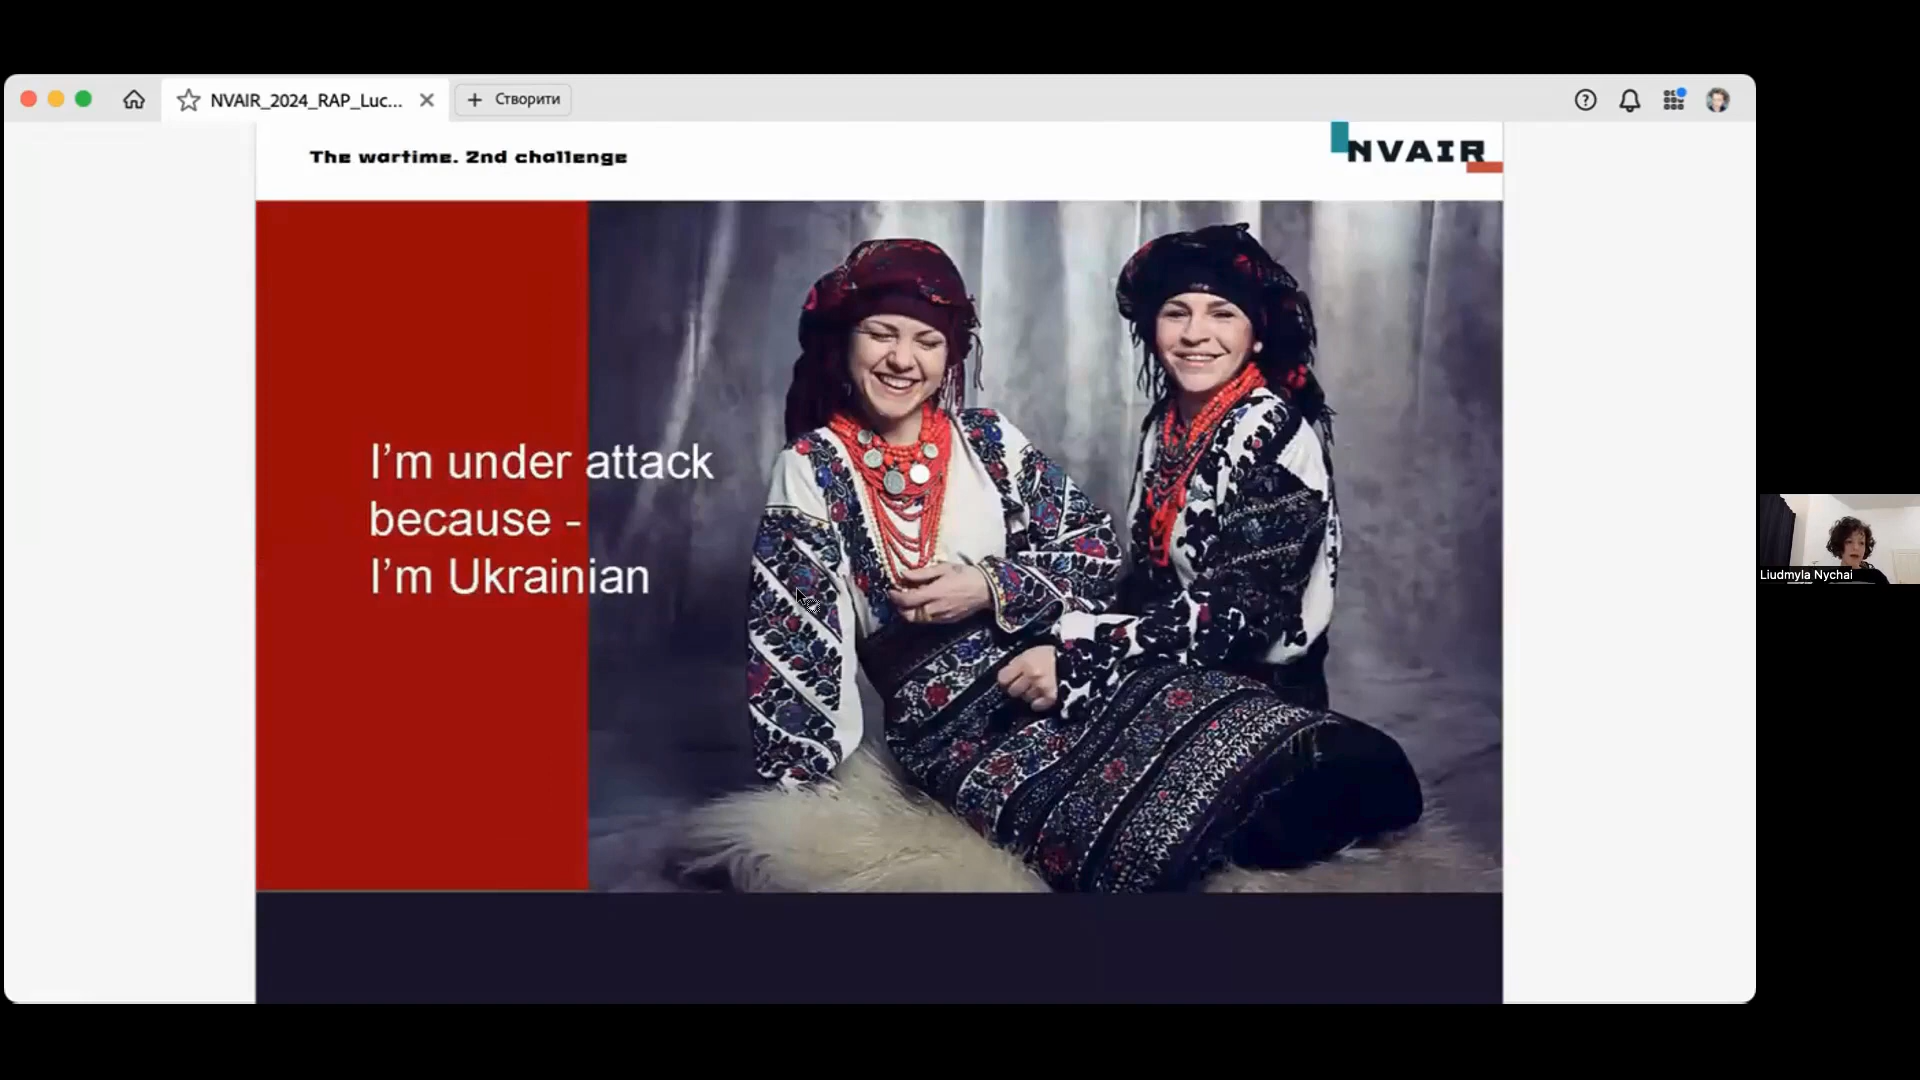 NVAIR_2024_RAP_Luc...
Створити
The wartime. 2nd challenge
NVAIR
I'm under attack
because -
I'm Ukrainian
Liudmyla Nychai